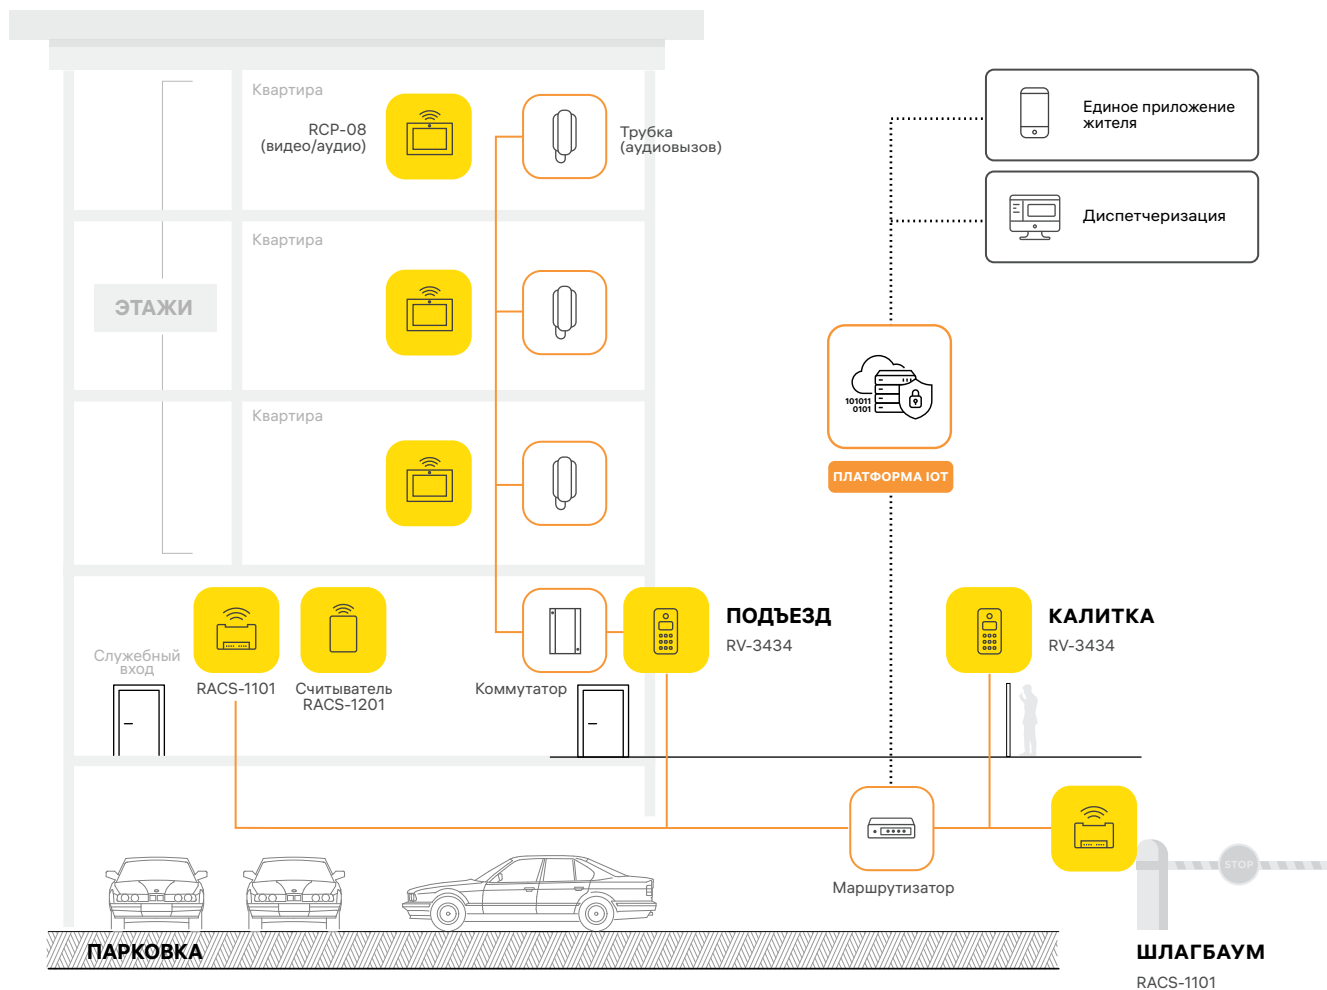 Квартира
RCP-08
(видео/аудио)
Трубка
(аудиовызов)
Единое приложение
жителя
Диспетчеризация
Квартира
ЭТАЖИ
Квартира
101011
0101
ПЛАТФОРМА IOT
ПОДЪЕЗД
RV-3434
КАЛИТКА
RV-3434
Служебный
вход
RACS-1101
Считыватель
RACS-1201
Коммутатор
Маршрутизатор
STOP
ПАРКОВКА
ШЛАГБАУМ
RACS-1101